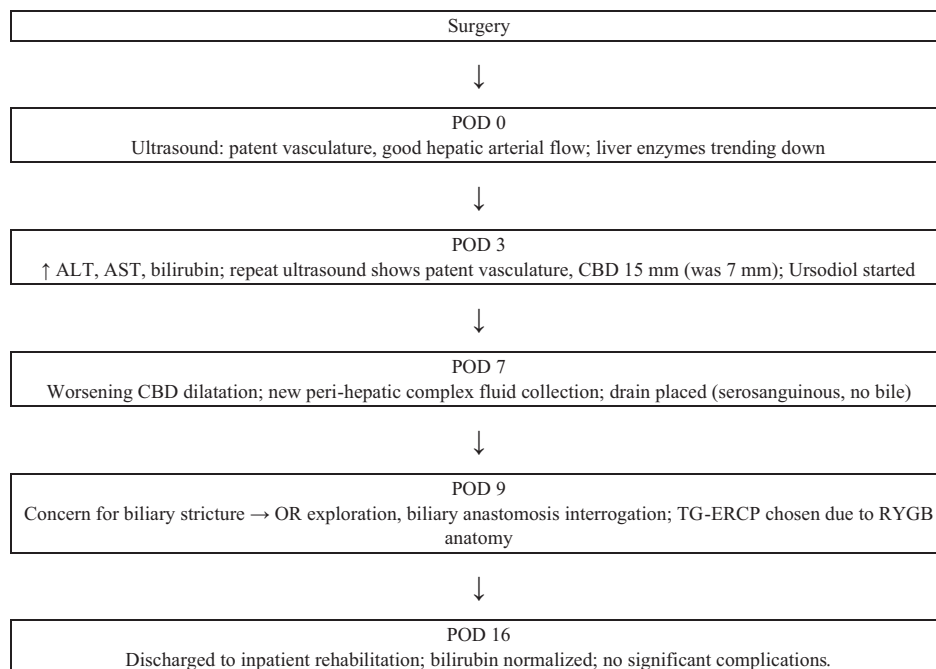 Surgery
↓
POD 0
Ultrasound: patent vasculature, good hepatic arterial flow; liver enzymes trending down
↓
POD 3
↑ ALT, AST, bilirubin; repeat ultrasound shows patent vasculature, CBD 15 mm (was 7 mm); Ursodiol started
↓
POD 7
Worsening CBD dilatation; new peri-hepatic complex fluid collection; drain placed (serosanguinous, no bile)
↓
POD 9
Concern for biliary stricture → OR exploration, biliary anastomosis interrogation; TG-ERCP chosen due to RYGB
anatomy
↓
POD 16
Discharged to inpatient rehabilitation; bilirubin normalized; no significant complications.